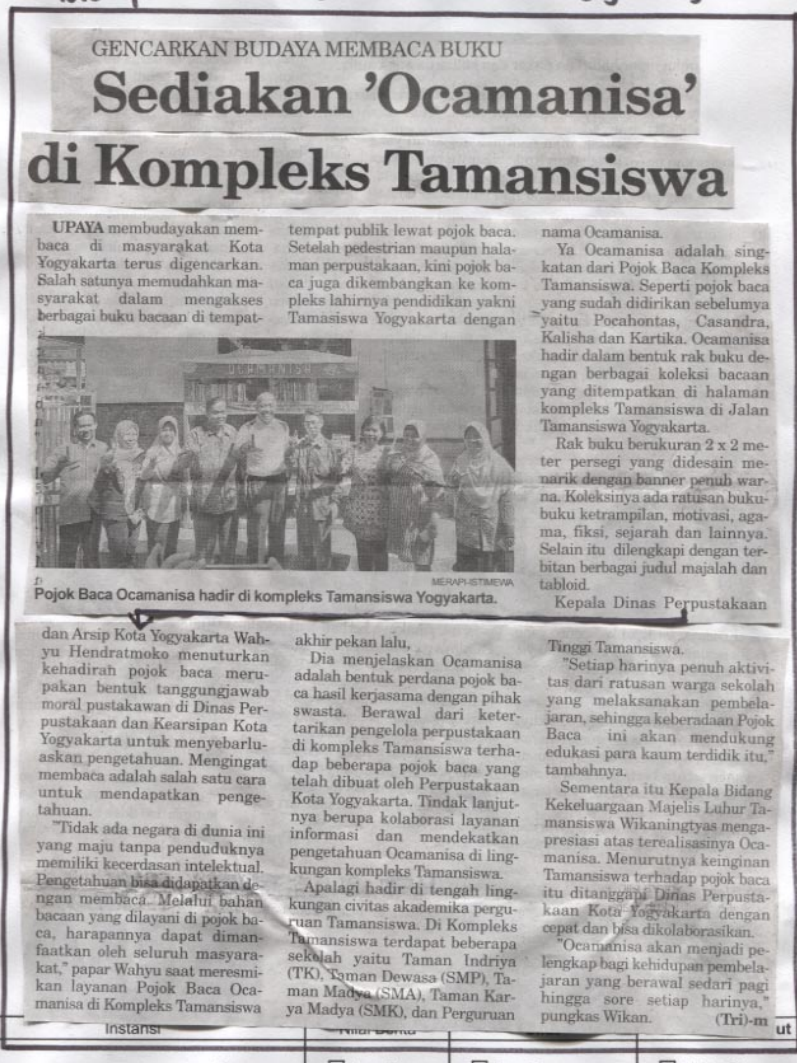 GENCARKAN BUDAYA MEMBACA BUKU
Sediakan 'Ocamanisa'
di Kompleks Tamansiswa
UPAYA membudayakan mem-
baca di masyarakat Kota
Yogyakarta terus digencarkan.
Salah satunya memudahkan ma-
syarakat dalam mengakses
berbagai buku bacaan di tempat-
tempat publik lewat pojok baca.
Setelah pedestrian maupun hala-
man perpustakaan, kini pojok ba-
ca juga dikembangkan ke kom-
pleks lahirnya pendidikan yakni
Tamasiswa Yogyakarta dengan
OCAMANISA
MERAPI-ISTIMEWA
Pojok Baca Ocamanisa hadir di kompleks Tamansiswa Yogyakarta.
nama Ocamanisa.
Ya Ocamanisa adalah sing-
katan dari Pojok Baca Kompleks
Tamansiswa. Seperti pojok baca
yang sudah didirikan sebelumya
yaitu Pocahontas, Casandra,
Kalisha dan Kartika. Ocamanisa
hadir dalam bentuk rak buku de-
ngan berbagai koleksi bacaan
yang ditempatkan di halaman
kompleks Tamansiswa di Jalan
Tamansiswa Yogyakarta.
Rak buku berukuran 2 x 2 me-
ter persegi yang didesain me-
narik dengan banner penuh war-
na. Koleksinya ada ratusan buku-
buku ketrampilan, motivasi, aga-
ma, fiksi, sejarah dan lainnya.
Selain itu dilengkapi dengan ter-
bitan berbagai judul majalah dan
tabloid.
Kepala Dinas Perpustakaan
dan Arsip Kota Yogyakarta Wah-
yu Hendratmoko menuturkan
kehadirah pojok baca meru-
pakan bentuk tanggungjawab
moral pustakawan di Dinas Per-
pustakaan dan Kearsipan Kota
Yogyakarta untuk menyebarlu-
askan pengetahuan. Mengingat
membaca adalah salah satu cara
untuk mendapatkan penge-
tahuan.
"Tidak ada negara di dunia ini
yang maju tanpa penduduknya
memiliki kecerdasan intelektual.
Pengetahuan bisa didapatkan de-
ngan membaca. Melalui bahan
bacaan yang dilayani di pojok ba-
ca, harapannya dapat diman-
faatkan oleh seluruh masyara-
kat," papar Wahyu saat meresmi-
kan layanan Pojok Baca Oca-
manisa di Kompleks Tamansiswa
akhir pekan lalu,
Dia menjelaskan Ocamanisa
adalah bentuk perdana pojok ba-
ca hasil kerjasama dengan pihak
swasta. Berawal dari keter-
tarikan pengelola perpustakaan
di kompleks Tamansiswa terha-
dap beberapa pojok baca yang
telah dibuat oleh Perpustakaan
Kota Yogyakarta. Tindak lanjut-
nya berupa kolaborasi layanan
informasi dan mendekatkan
pengetahuan Ocamanisa di ling-
kungan kompleks Tamansiswa.
Apalagi hadir di tengah ling-
kungan civitas akademika pergu-
ruan Tamansiswa. Di Kompleks
Tamansiswa terdapat beberapa
sekolah yaitu Taman Indriya
(TK), Taman Dewasa (SMP), Ta-
man Madya (SMA), Taman Kar-
ya Madya (SMK), dan Perguruan
Tinggi Tamansiswa.
"Setiap harinya penuh aktivi-
tas dari ratusan warga sekolah
yang melaksanakan pembela-
jaran, sehingga keberadaan Pojok
Baca ini akan mendukung
edukasi para kaum terdidik itu,"
tambahnya.
Sementara itu Kepala Bidang
Kekeluargaan Majelis Luhur Ta-
mansiswa Wikaningtyas menga-
presiasi atas terealisasinya Oca-
manisa. Menurutnya keinginan
Tamansiswa terhadap pojok baca
itu ditanggapi Dinas Perpusta-
kaan Kota Yogyakarta dengan
cepat dan bisa dikolaborasikan.
"Ocamanisa akan menjadi pe-
lengkap bagi kehidupan pembela-
jaran yang berawal sedari pagi
hingga sore setiap harinya,"
pungkas Wikan. (Tri)-m
Instansi
ut